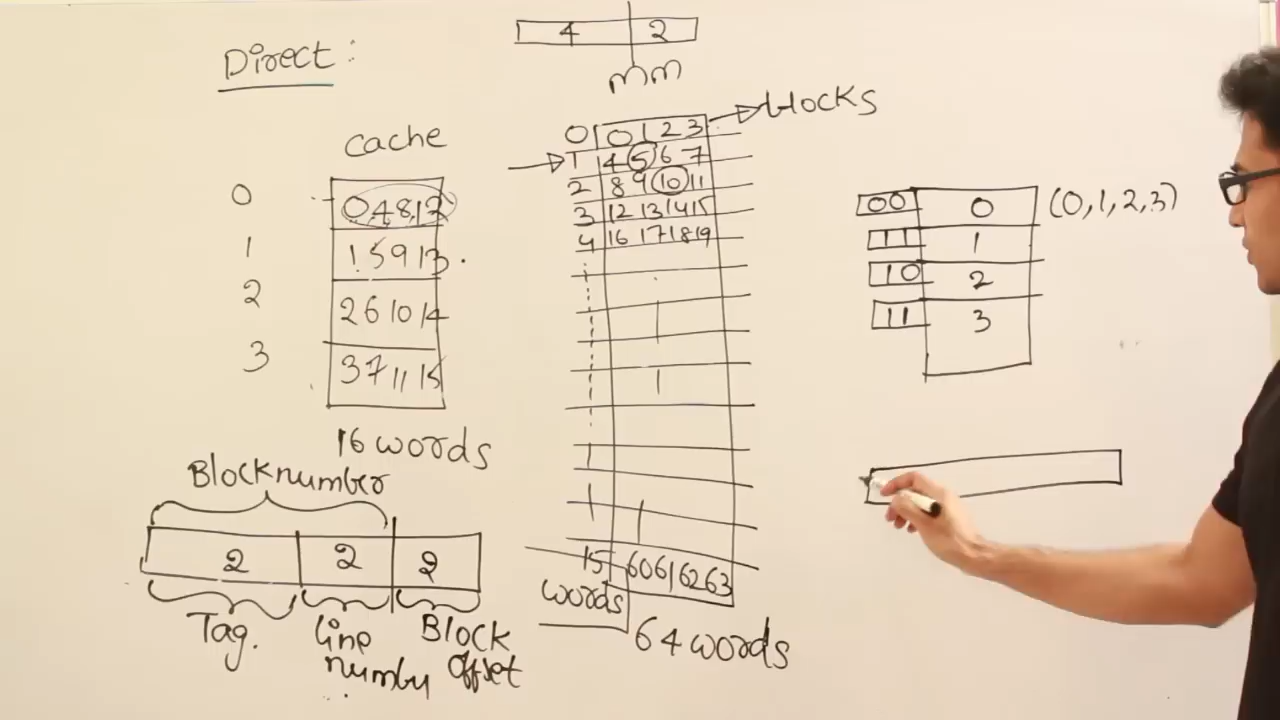 Direct:
4 2
mm
blocks
cache
0 0 4 8 12
1 1 5 9 13
2 2 6 10 14
3 3 7 11 15
16 words
0 0 1 2 3
1 4 5 6 7
2 8 9 10 11
3 12 13 14 15
4 16 17 18 19
15 60 61 62 63
words
64 words
00 0 (0,1,2,3)
11 1
10 2
11 3
Block number
2 2 2
Tag. line number Block offset